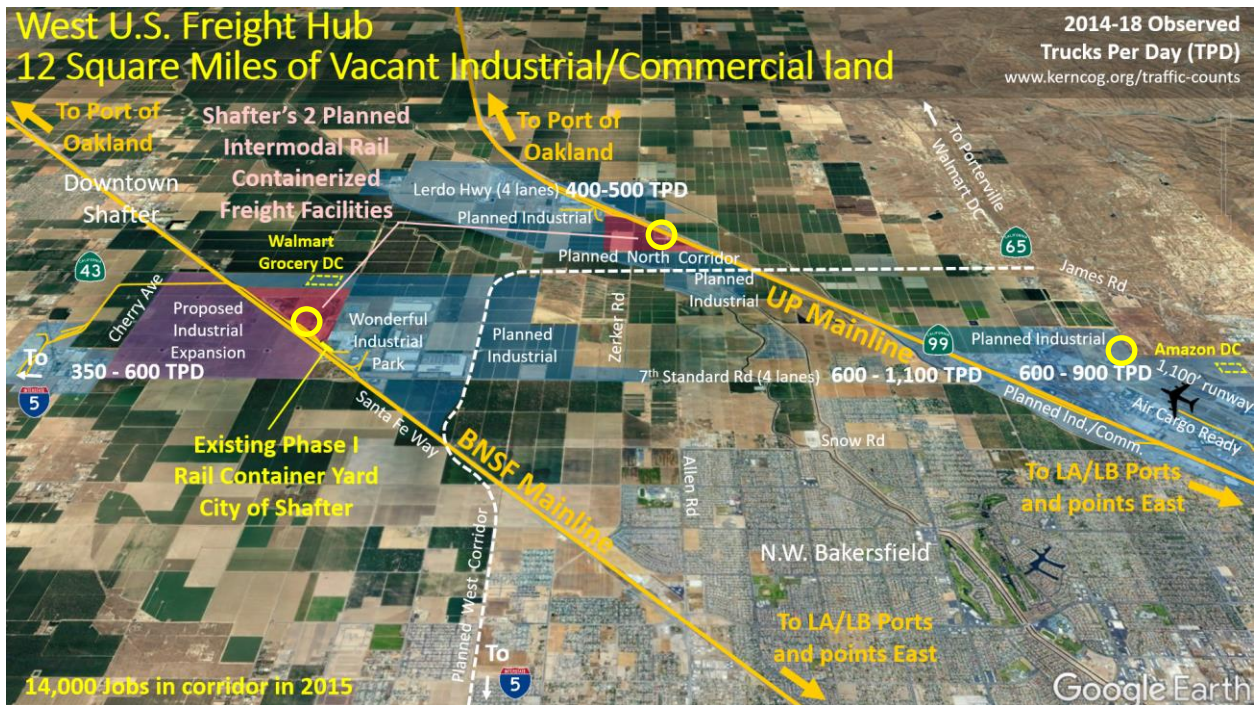 West U.S. Freight Hub
12 Square Miles of Vacant Industrial/Commercial land
2014-18 Observed
Trucks Per Day (TPD)
www.kerncog.org/traffic-counts
To Port of
Oakland
Shafter's 2 Planned
Intermodal Rail
Containerized
Freight Facilities
To Port of
Oakland
To Porterville
Walmart DC
Downtown
Shafter
Lerdo Hwy (4 lanes) 400-500 TPD
Planned Industrial
Walmart
Grocery DC
CALIFORNIA
43
Planned North Corridor
CALIFORNIA
65
James Rd
Cherry Ave
Proposed
Industrial
Expansion
Wonderful
Industrial
Park
Planned
Industrial
Zerker Rd
Planned
Industrial
UP Mainline
CALIFORNIA
99
Planned Industrial
Amazon DC
To
INTERSTATE
5
350 - 600 TPD
7th Standard Rd (4 lanes) 600 - 1,100 TPD
600 - 900 TPD
1,100' runway
Air Cargo Ready
Planned Ind./Comm.
Santa Fe Way
Existing Phase I
Rail Container Yard
City of Shafter
BNSF Mainline
Snow Rd
Allen Rd
To LA/LB Ports
and points East
N.W. Bakersfield
Planned West Corridor
To LA/LB Ports
and points East
To
INTERSTATE
5
14,000 Jobs in corridor in 2015
Google Earth